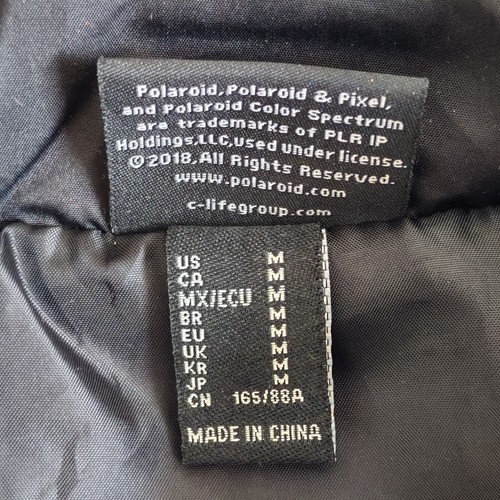 Polaroid, Polaroid & Pixel,
and Polaroid Color Spectrum
are trademarks of PLR IP
Holdings,LLC,used under license.
©2018,All Rights Reserved.
www.polaroid.com
c-lifegroup.com
US M
CA M
MX/ECU M
BR M
EU M
UK M
KR M
JP M
CN 165/88A
MADE IN CHINA